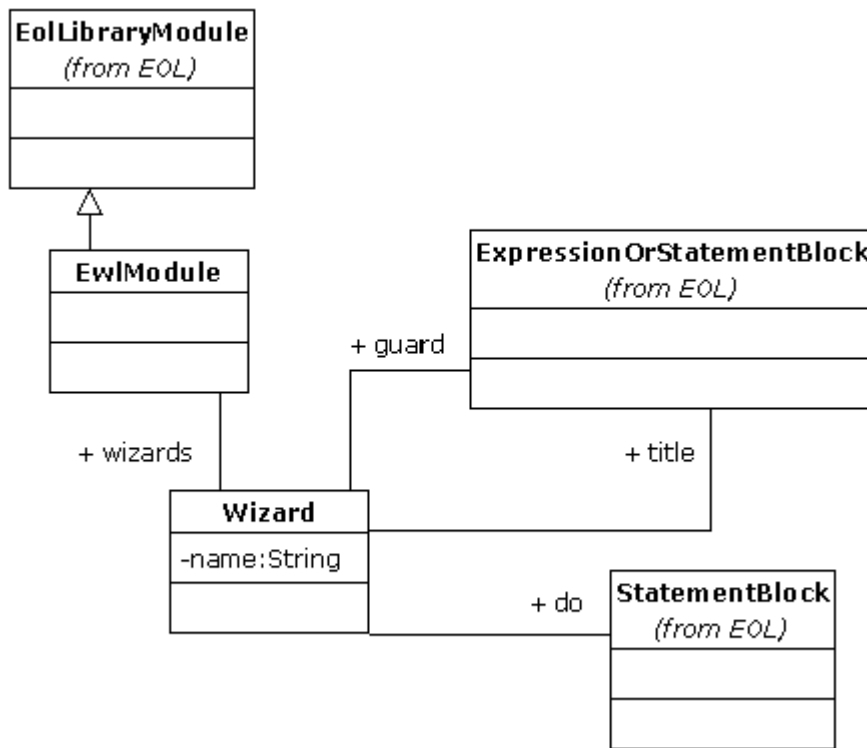 EolLibraryModule
(from EOL)
EwlModule
ExpressionOrStatementBlock
(from EOL)
+ guard
+ wizards
+ title
Wizard
-name:String
+ do
StatementBlock
(from EOL)